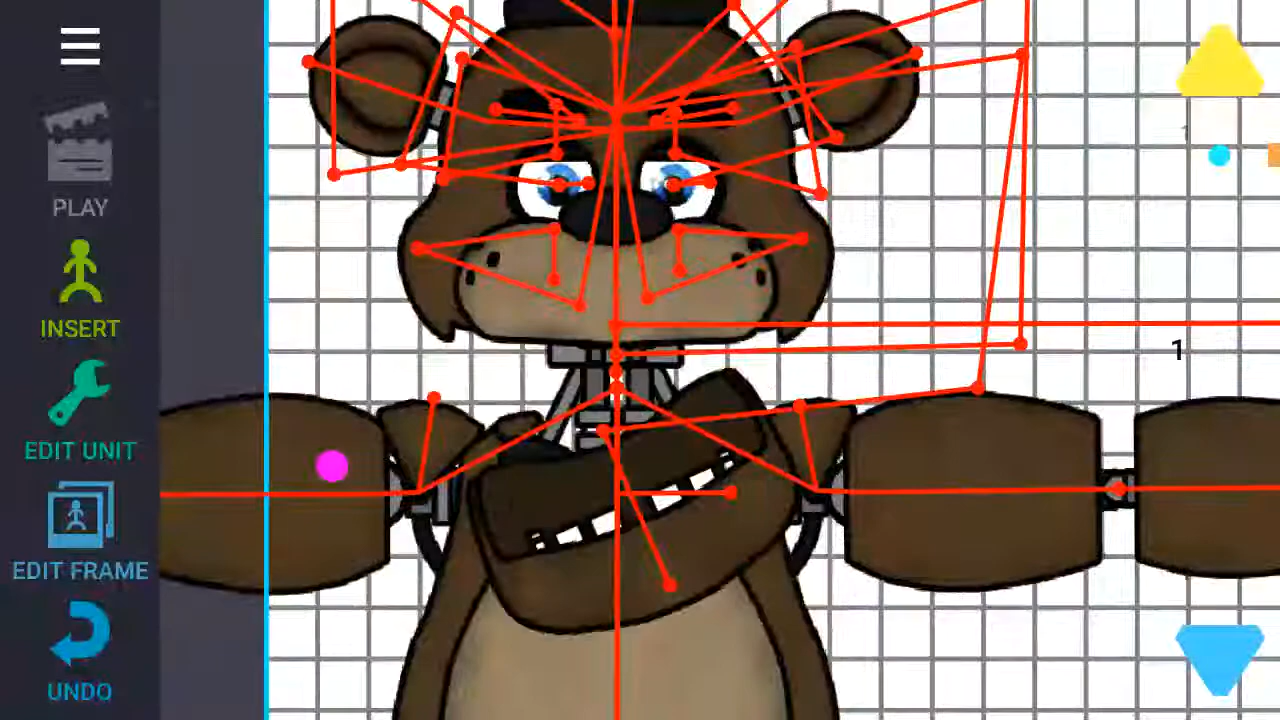 PLAY
INSERT
EDIT UNIT
EDIT FRAME
UNDO
1